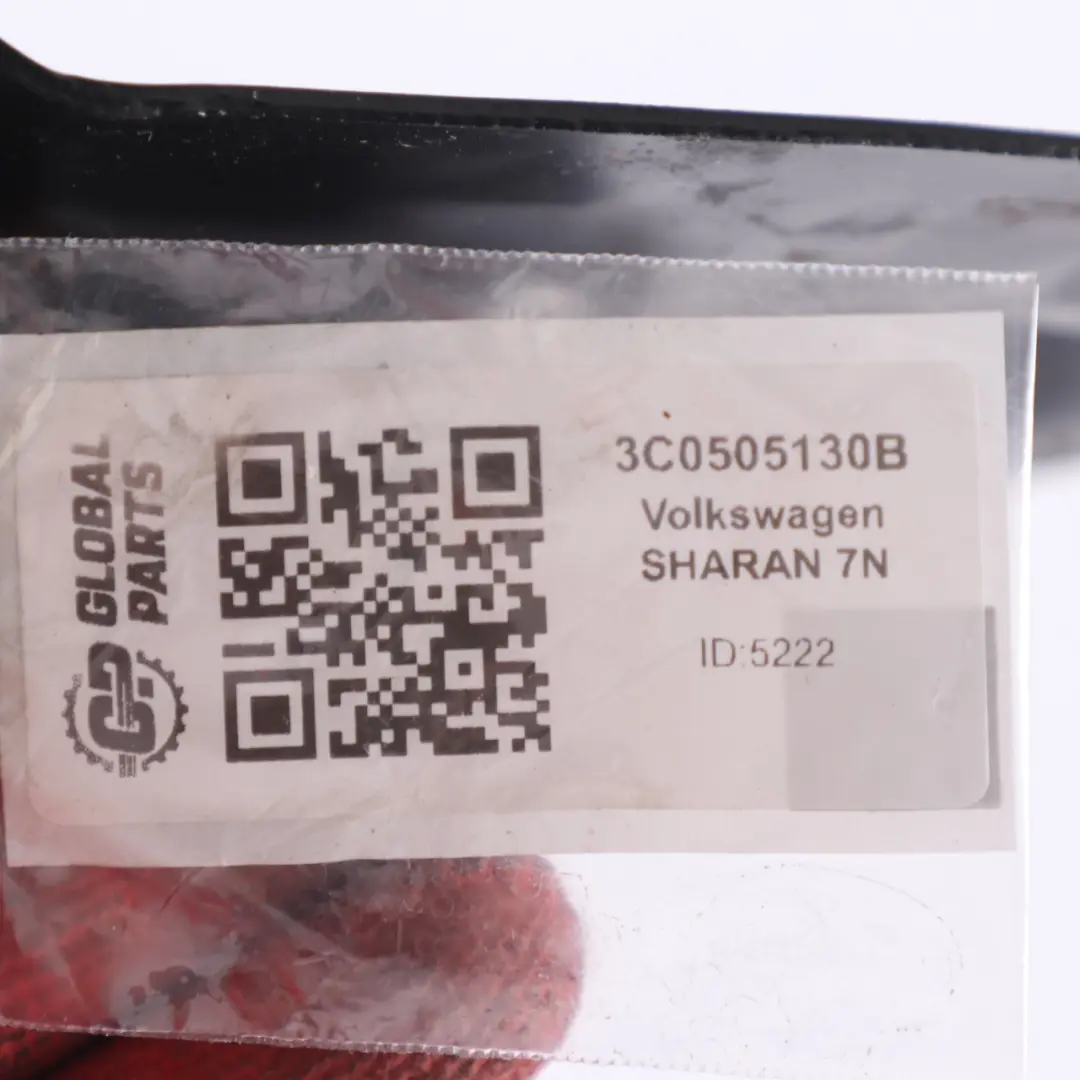 GLOBAL
PARTS
3C0505130B
Volkswagen
SHARAN 7N
ID:5222